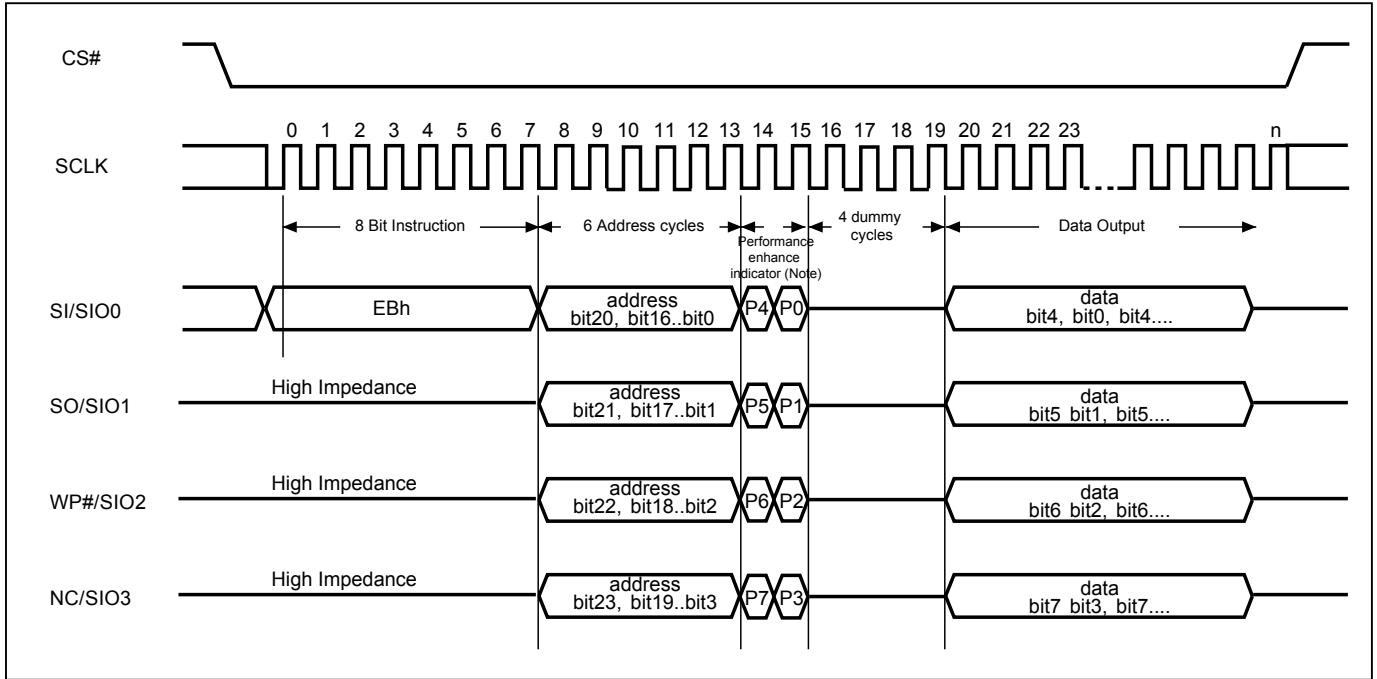 CS#
0 1 2 3 4 5 6 7 8 9 10 11 12 13 14 15 16 17 18 19 20 21 22 23 n
SCLK
8 Bit Instruction
6 Address cycles
Performance
enhance
indicator (Note)
4 dummy
cycles
Data Output
SI/SIO0
EBh
address
bit20, bit16..bit0
P4 P0
data
bit4, bit0, bit4....
SO/SIO1
High Impedance
address
bit21, bit17..bit1
P5 P1
data
bit5 bit1, bit5....
WP#/SIO2
High Impedance
address
bit22, bit18..bit2
P6 P2
data
bit6 bit2, bit6....
NC/SIO3
High Impedance
address
bit23, bit19..bit3
P7 P3
data
bit7 bit3, bit7....